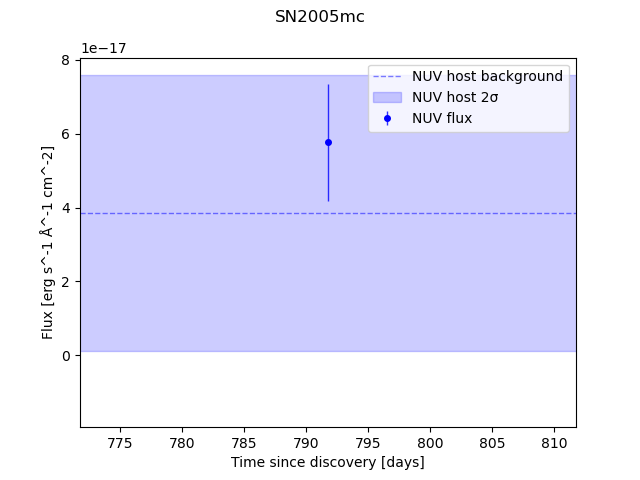 SN2005mc
1e−17
8
6
4
2
0
Flux [erg s^-1 Å^-1 cm^-2]
NUV host background
NUV host 2σ
NUV flux
775 780 785 790 795 800 805 810
Time since discovery [days]